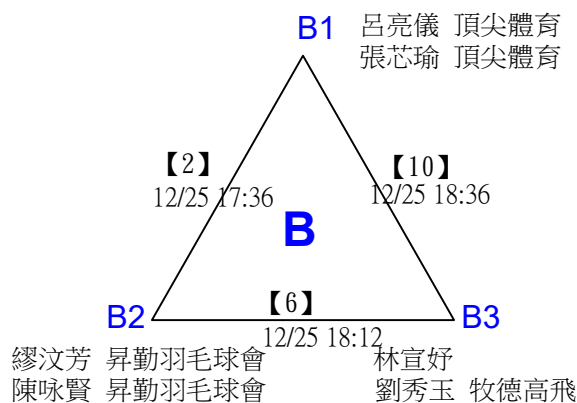 B1
呂亮儀 頂尖體育
張芯瑜 頂尖體育
【2】
12/25 17:36
【10】
12/25 18:36
B
【6】
12/25 18:12
B2
B3
繆汶芳 昇勤羽毛球會
陳咏賢 昇勤羽毛球會
林宣妤
劉秀玉 牧德高飛